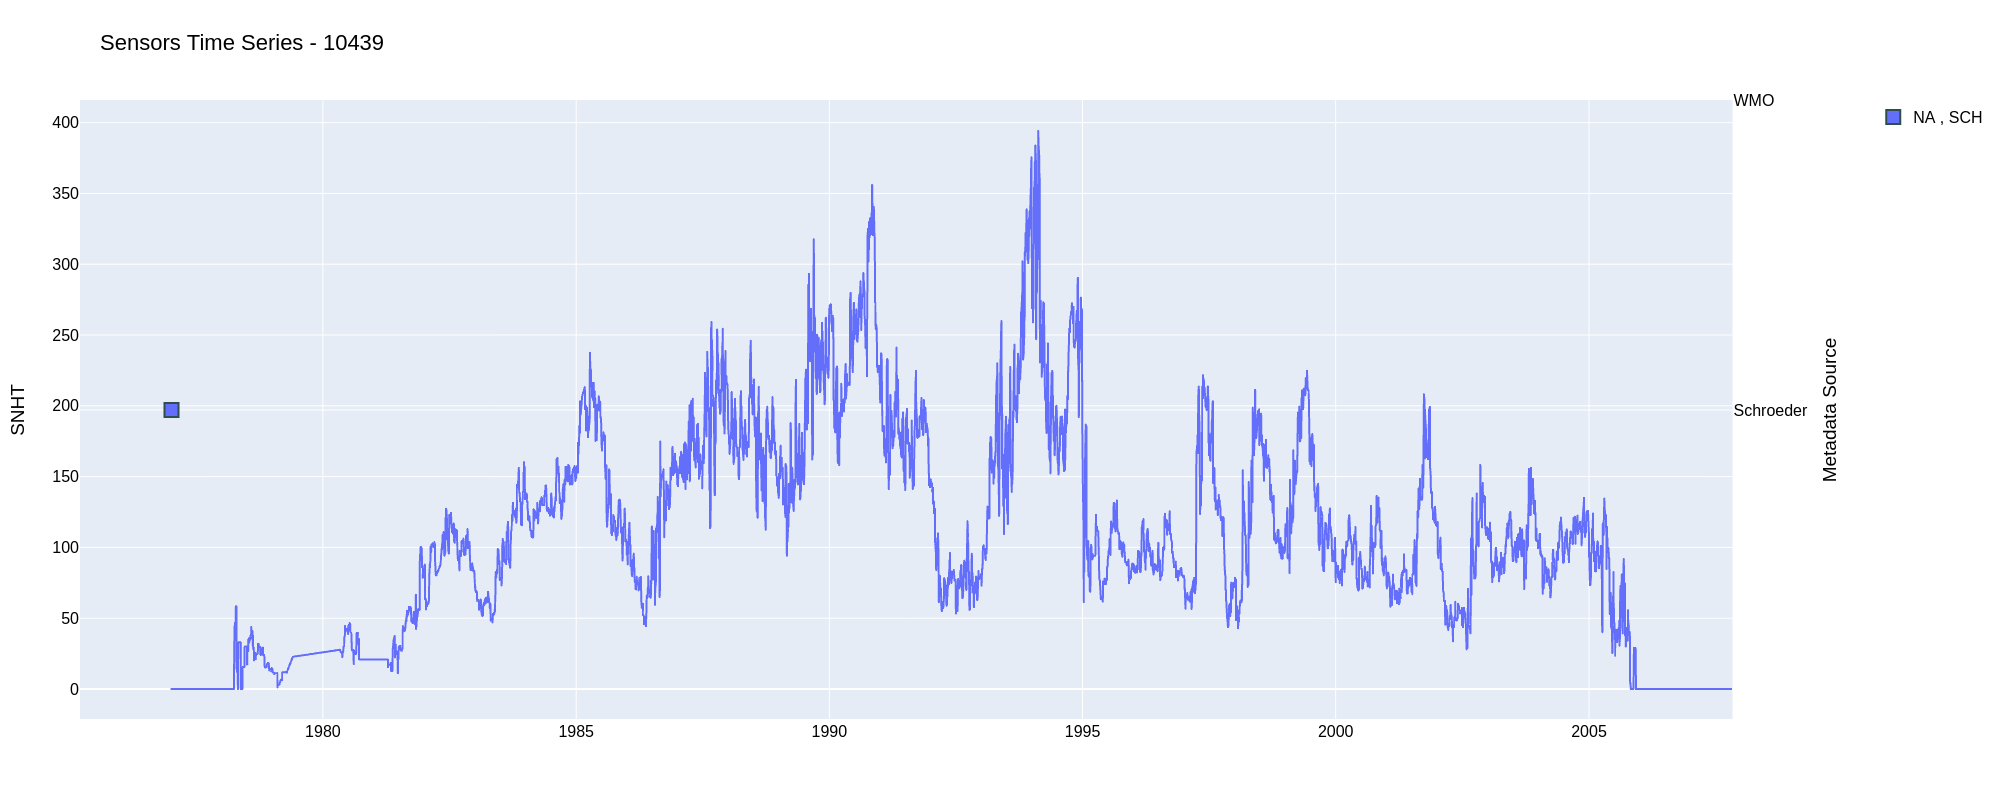 Sensors Time Series - 10439
WMO
NA , SCH
400
350
300
250
200
150
100
50
0
SNHT
Schroeder
Metadata Source
1980
1985
1990
1995
2000
2005